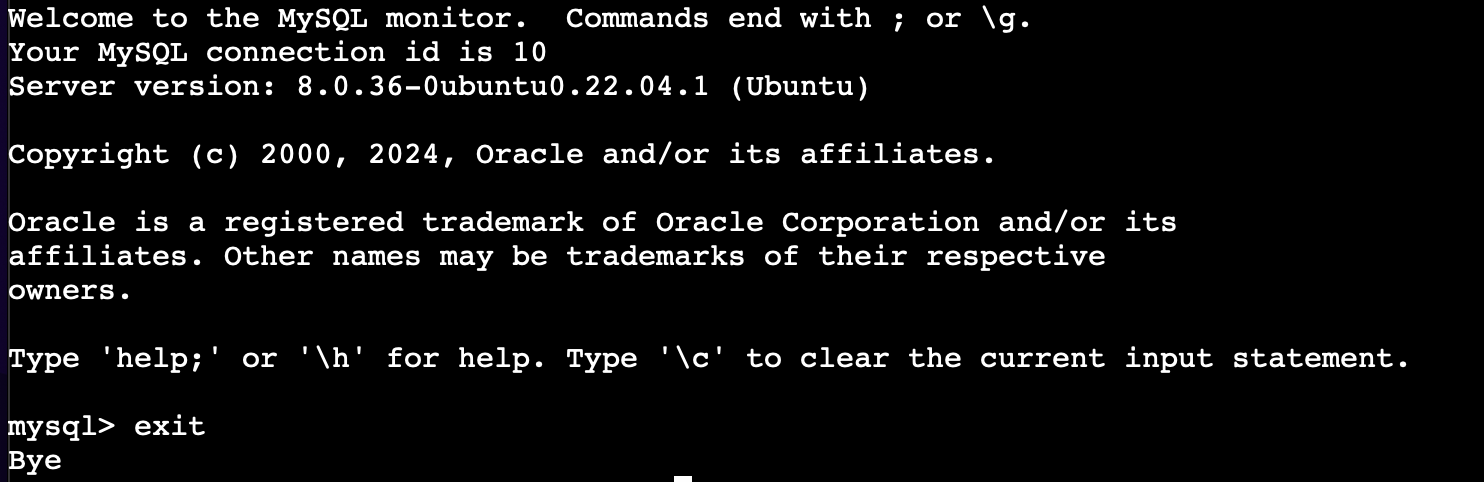 Welcome to the MySQL monitor.  Commands end with ; or \g.
Your MySQL connection id is 10
Server version: 8.0.36-0ubuntu0.22.04.1 (Ubuntu)
Copyright (c) 2000, 2024, Oracle and/or its affiliates.
Oracle is a registered trademark of Oracle Corporation and/or its
affiliates. Other names may be trademarks of their respective
owners.
Type 'help;' or '\h' for help. Type '\c' to clear the current input statement.
mysql> exit
Bye